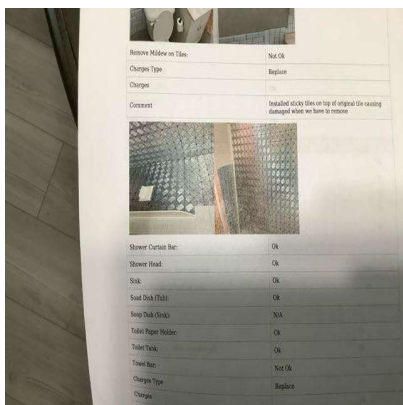 Remove Mildew on Tiles: Not Ok
Charges Type Replace
Charges
Comment Installed sticky tiles on top of original tile causing
damaged when we have to remove
Shower Curtain Bar: Ok
Shower Head: Ok
Sink: Ok
Soad Dish (Tub): Ok
Soap Dish (Sink): N/A
Toilet Paper Holder: Ok
Toilet Tank: Ok
Towel Bar: Not Ok
Charges Type Replace
Charges